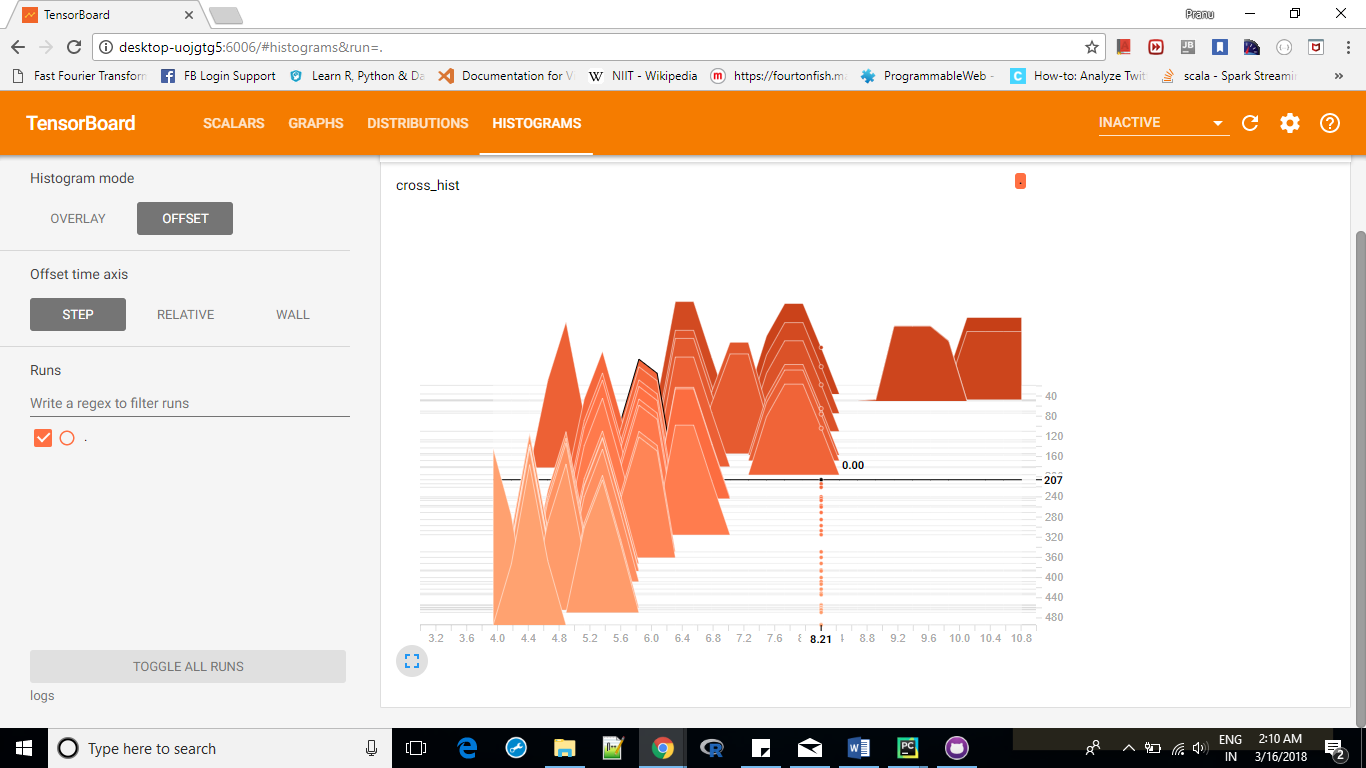 TensorBoard
Pranu
desktop-uojgtg5:6006/#histograms&run=.
Fast Fourier Transforn FB Login Support Learn R, Python & Da Documentation for V NIIT - Wikipedia https://fourtonfish.m ProgrammableWeb - How-to: Analyze Twit scala - Spark Streami »
TensorBoard SCALARS GRAPHS DISTRIBUTIONS HISTOGRAMS INACTIVE
Histogram mode
OVERLAY OFFSET
Offset time axis
STEP RELATIVE WALL
Runs
Write a regex to filter runs
.
TOGGLE ALL RUNS
logs
cross_hist .
40
80
120
160
0.00
207
240
280
320
360
400
440
480
3.2 3.6 4.0 4.4 4.8 5.2 5.6 6.0 6.4 6.8 7.2 7.6 8.21 8.8 9.2 9.6 10.0 10.4 10.8
Type here to search
ENG 2:10 AM
IN 3/16/2018 2